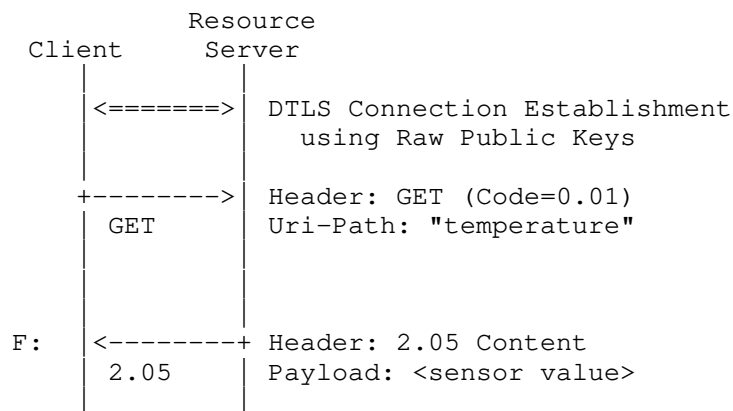 Resource
Client Server
<=======> DTLS Connection Establishment
using Raw Public Keys
+--------> Header: GET (Code=0.01)
GET Uri-Path: "temperature"
F: <--------+ Header: 2.05 Content
2.05 Payload: <sensor value>